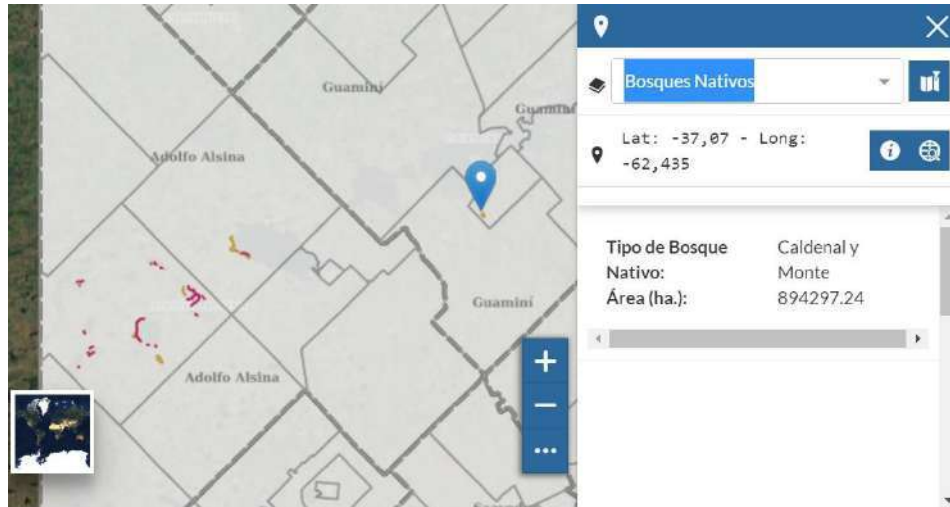 Guaminí
Guaminí
Adolfo Alsina
Guaminí
Adolfo Alsina
Bosques Nativos
Lat: -37,07 - Long:
-62,435
Tipo de Bosque
Nativo:
Caldenal y
Monte
Área (ha.):
894297.24